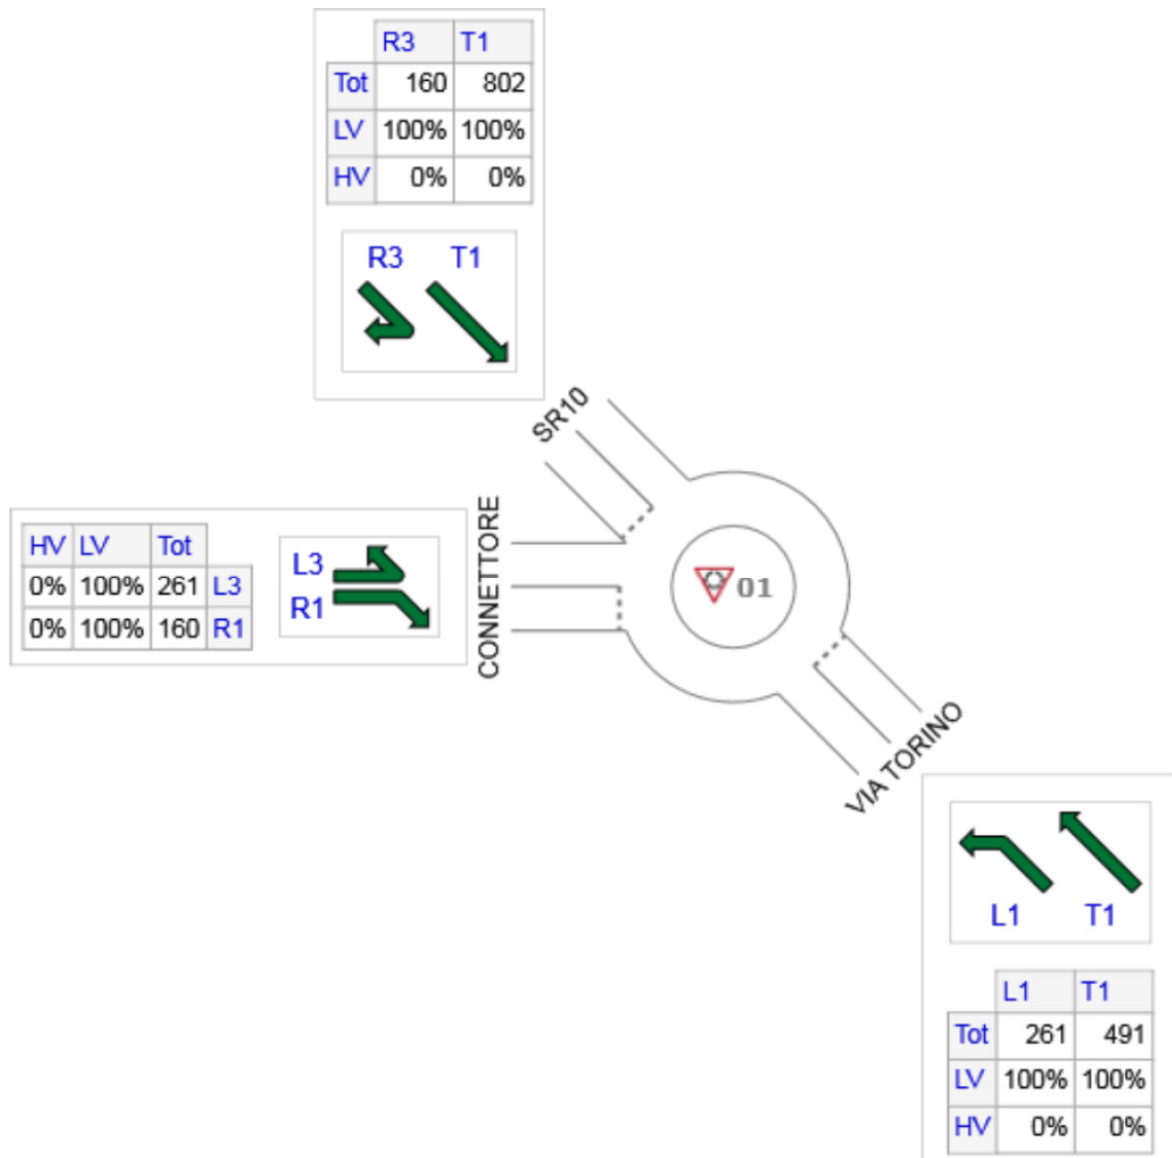 R3 T1
Tot 160 802
LV 100% 100%
HV 0% 0%
R3 T1
SR10
CONNETTORE
HV LV Tot
0% 100% 261 L3
0% 100% 160 R1
L3
R1
01
VIA TORINO
L1 T1
L1 T1
Tot 261 491
LV 100% 100%
HV 0% 0%